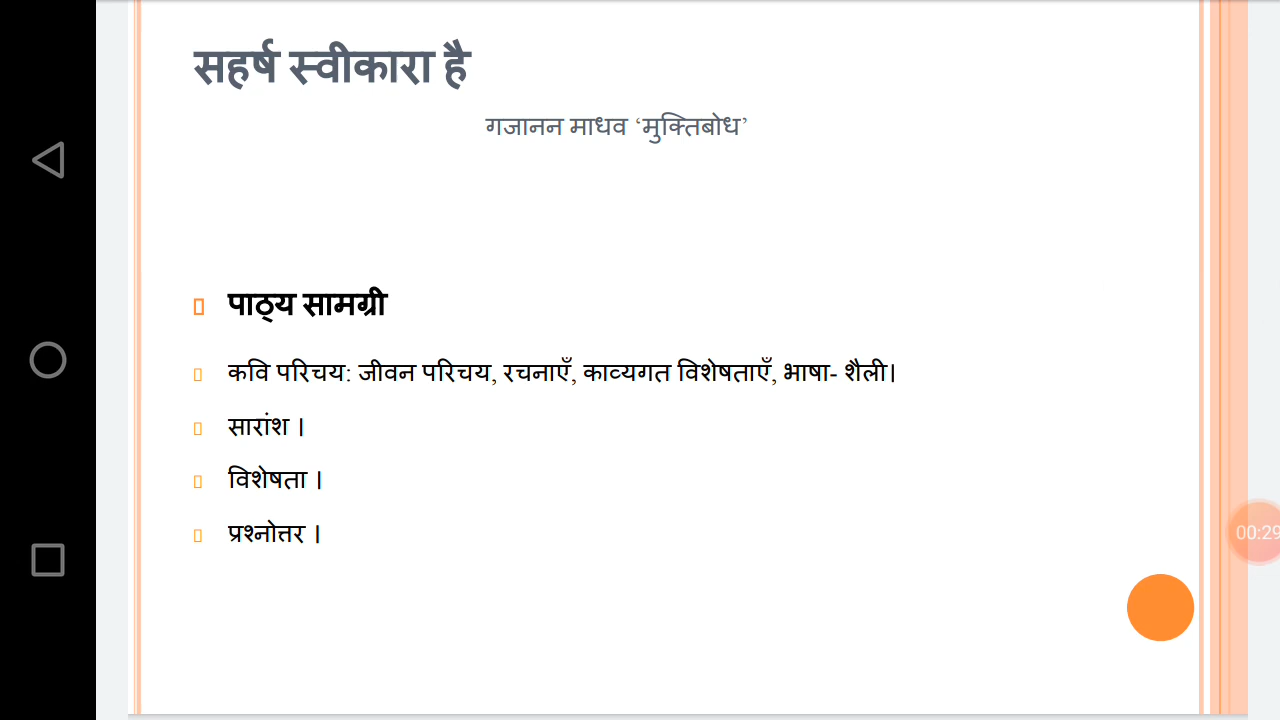 सहर्ष स्वीकारा है
गजानन माधव ‘मुक्तिबोध’
पाठ्य सामग्री
कवि परिचय: जीवन परिचय, रचनाएँ, काव्यगत विशेषताएँ, भाषा- शैली।
सारांश ।
विशेषता ।
प्रश्नोत्तर ।
00:29